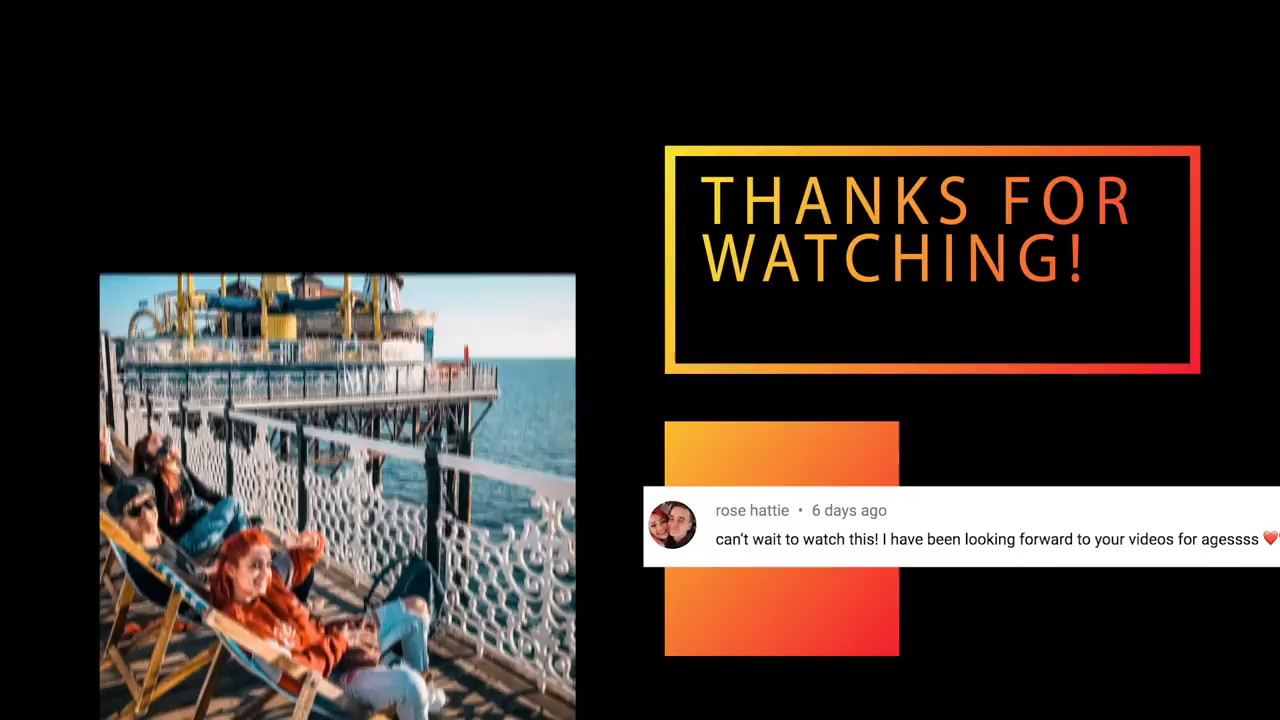 THANKS FOR
WATCHING!
rose hattie • 6 days ago
can't wait to watch this! I have been looking forward to your videos for agessss ❤️